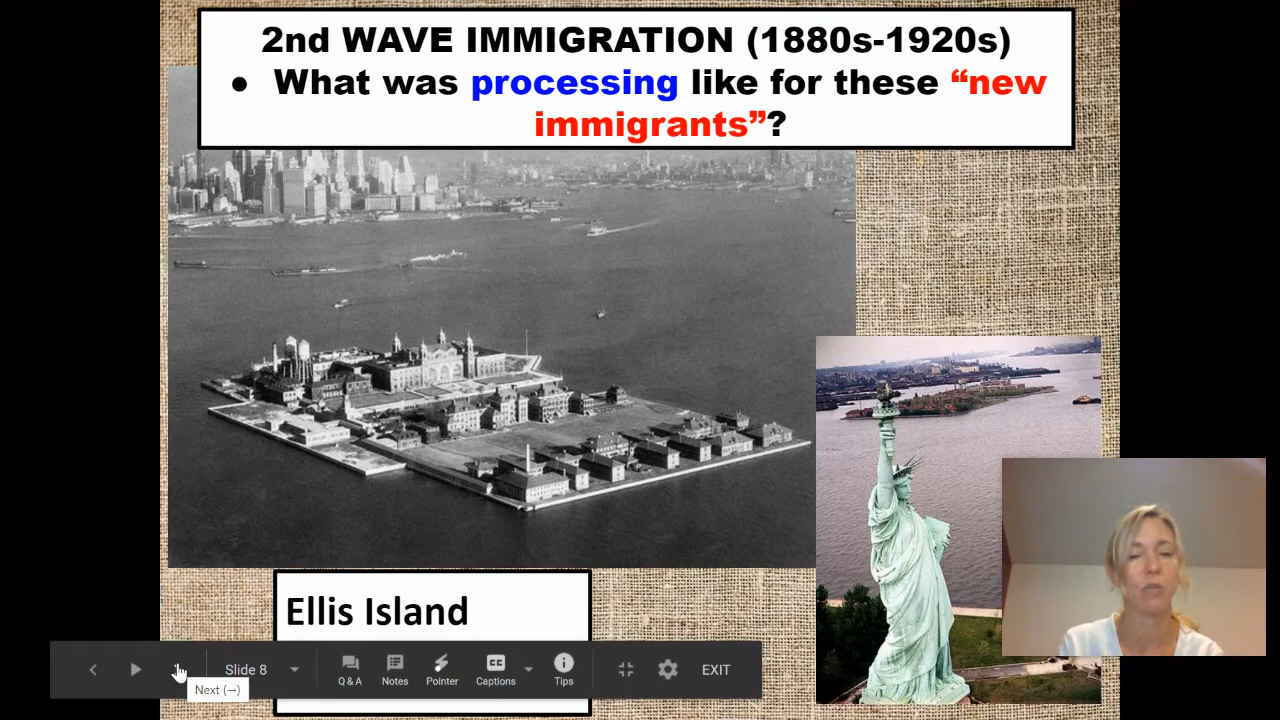 2nd WAVE IMMIGRATION (1880s-1920s)
● What was processing like for these “new
immigrants”?
Ellis Island
Slide 8
Q & A
Notes
Pointer
Captions
Tips
EXIT
Next (→)